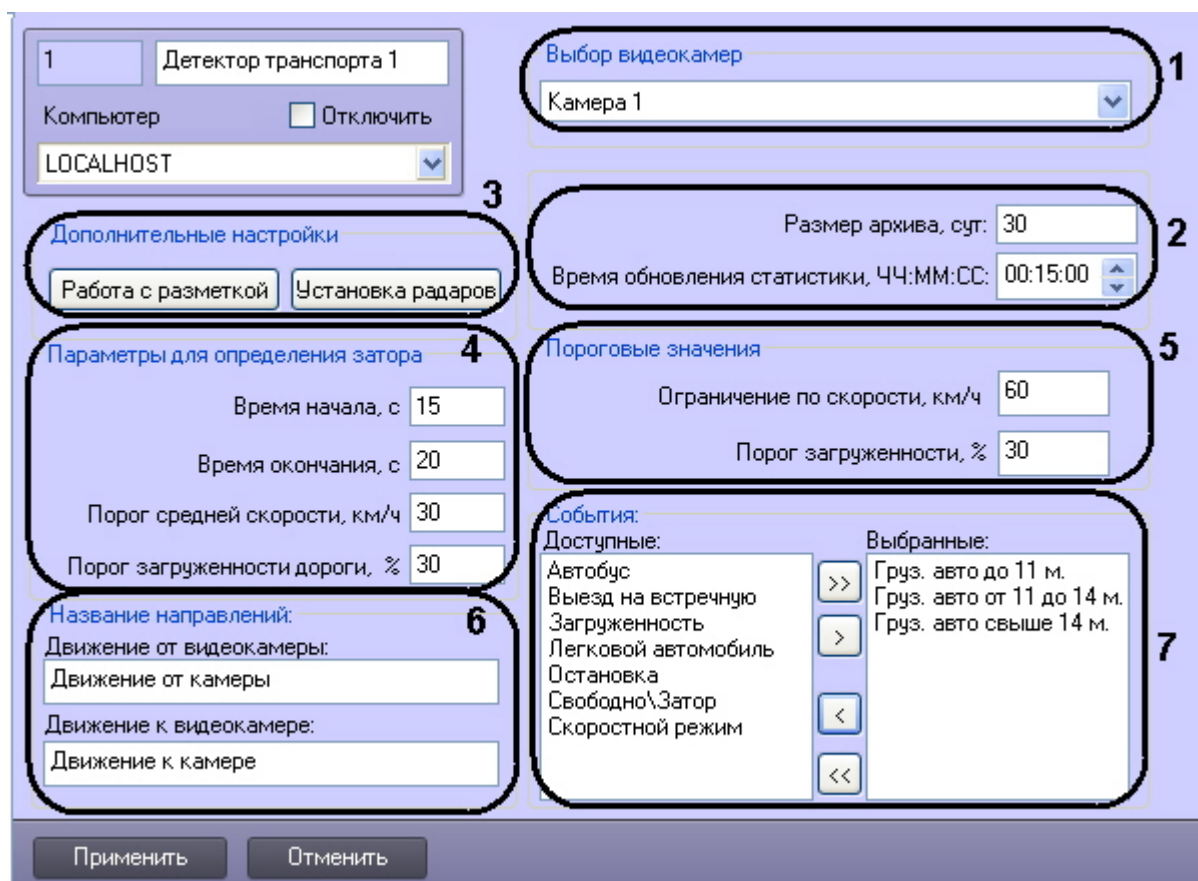 1
Детектор транспорта 1
Компьютер
Отключить
LOCALHOST
Выбор видеокамер
1
Камера 1
3
Дополнительные настройки
Работа с разметкой
Установка радаров
Размер архива, сут:
30
2
Время обновления статистики, ЧЧ:ММ:СС:
00:15:00
Параметры для определения затора
4
Время начала, с
15
Время окончания, с
20
Порог средней скорости, км/ч
30
Порог загруженности дороги, %
30
Пороговые значения
5
Ограничение по скорости, км/ч
60
Порог загруженности, %
30
Название направлений:
6
Движение от видеокамеры:
Движение от камеры
Движение к видеокамере:
Движение к камере
События:
Доступные:
Автобус
Выезд на встречную
Загруженность
Легковой автомобиль
Остановка
Свободно\Затор
Скоростной режим
>>
>
<
<<
Выбранные:
Груз. авто до 11 м.
Груз. авто от 11 до 14 м.
Груз. авто свыше 14 м.
7
Применить
Отменить